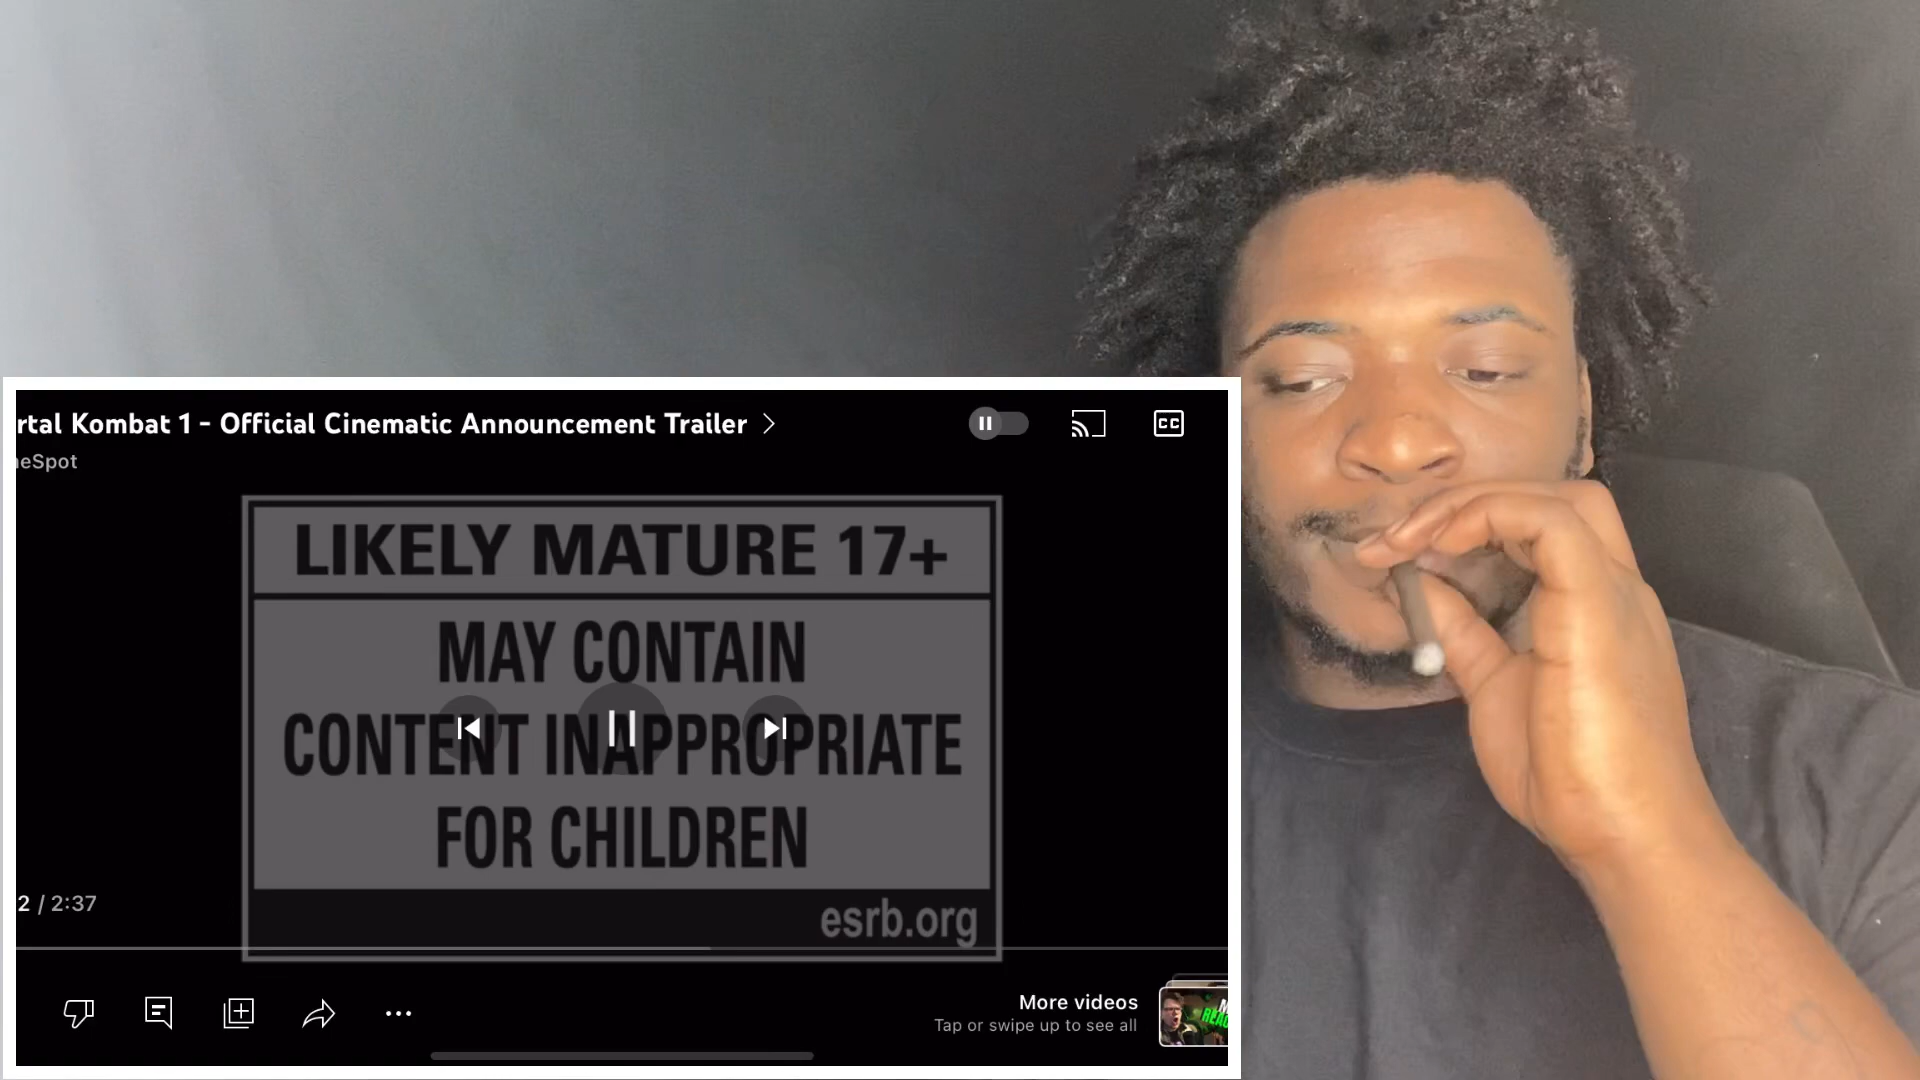 rtal Kombat 1 - Official Cinematic Announcement Trailer
eSpot
CC
LIKELY MATURE 17+
MAY CONTAIN
CONTENT INAPPROPRIATE
FOR CHILDREN
esrb.org
2 / 2:37
More videos
Tap or swipe up to see all